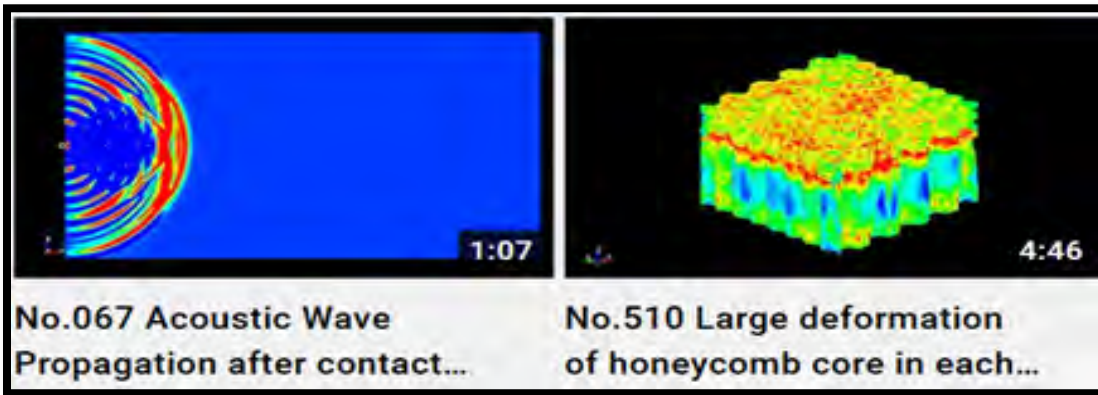 1:07
4:46
No.067 Acoustic Wave
Propagation after contact...
No.510 Large deformation
of honeycomb core in each...